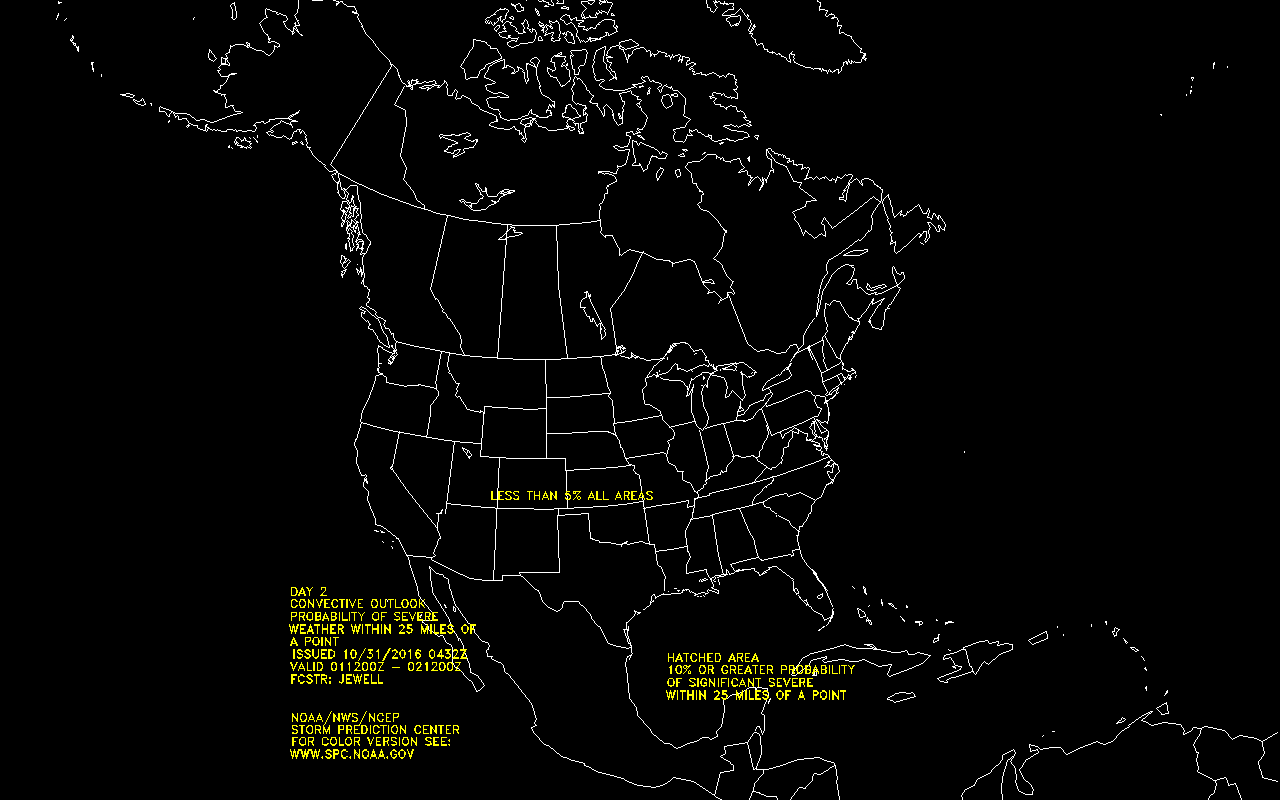 LESS THAN 5% ALL AREAS
DAY 2
CONVECTIVE OUTLOOK
PROBABILITY OF SEVERE
WEATHER WITHIN 25 MILES OF
A POINT
ISSUED 10/31/2016 0432Z
VALID 011200Z - 021200Z
FCSTR: JEWELL
HATCHED AREA
10% OR GREATER PROBABILITY
OF SIGNIFICANT SEVERE
WITHIN 25 MILES OF A POINT
NOAA/NWS/NCEP
STORM PREDICTION CENTER
FOR COLOR VERSION SEE:
WWW.SPC.NOAA.GOV